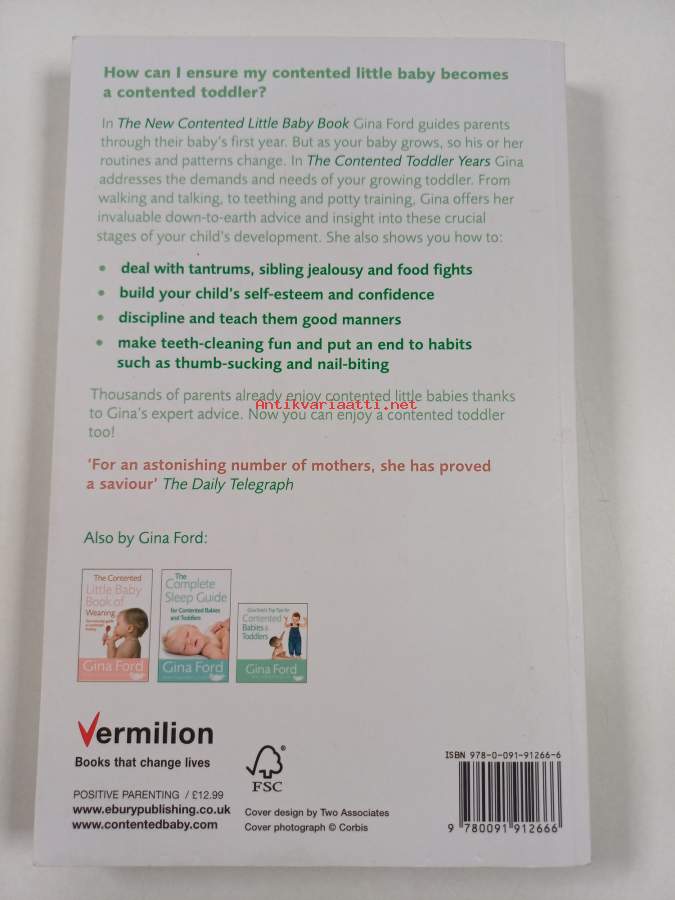 How can I ensure my contented little baby becomes
a contented toddler?
In The New Contented Little Baby Book Gina Ford guides parents
through their baby's first year. But as your baby grows, so his or her
routines and patterns change. In The Contented Toddler Years Gina
addresses the demands and needs of your growing toddler. From
walking and talking, to teething and potty training, Gina offers her
invaluable down-to-earth advice and insight into these crucial
stages of your child's development. She also shows you how to:
• deal with tantrums, sibling jealousy and food fights
• build your child's self-esteem and confidence
• discipline and teach them good manners
• make teeth-cleaning fun and put an end to habits
such as thumb-sucking and nail-biting
Thousands of parents already enjoy contented little babies thanks
Antikvariaatti.net
to Gina's expert advice. Now you can enjoy a contented toddler
too!
'For an astonishing number of mothers, she has proved
a saviour' The Daily Telegraph
Also by Gina Ford:
The Contented
Little Baby
Book of
Weaning
Gina Ford
The
Complete
Sleep Guide
for Contented Babies
and Toddlers
Gina Ford
Gina Ford's Top Tips for
Contented
Babies &
Toddlers
Gina Ford
Vermilion
Books that change lives
POSITIVE PARENTING / £12.99
www.eburypublishing.co.uk
www.contentedbaby.com
®
FSC
Cover design by Two Associates
Cover photograph © Corbis
ISBN 978-0-091-91266-6
9 780091 912666